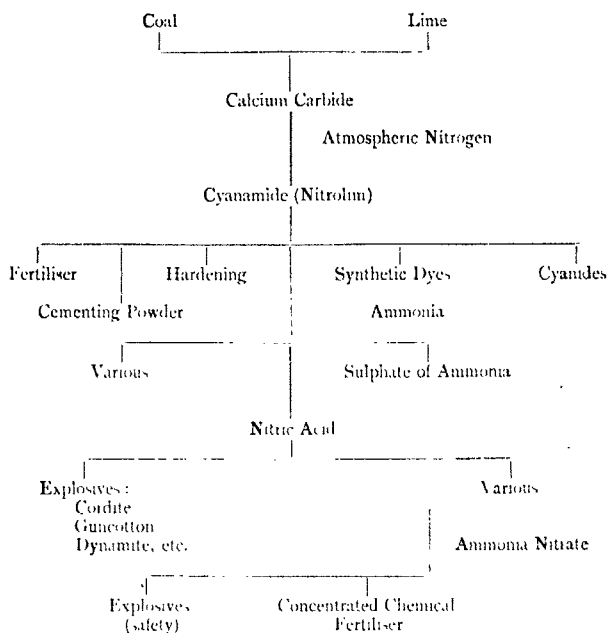 Coal Lime
Calcium Carbide
Atmospheric Nitrogen
Cyanamide (Nitrolim)
Fertiliser Hardening Synthetic Dyes Cyanides
Cementing Powder Ammonia
Various Sulphate of Ammonia
Nitric Acid
Explosives: Various
Cordite
Guncotton
Dynamite, etc. Ammonia Nitrate
Explosives Concentrated Chemical
(safety) Fertiliser